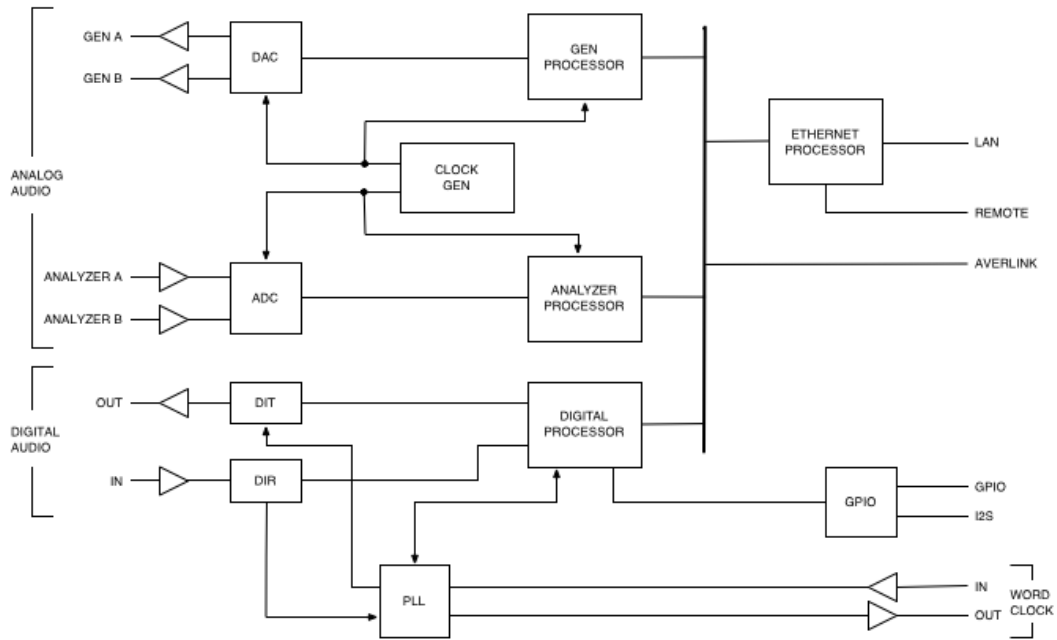 GEN A
GEN B
DAC
GEN
PROCESSOR
ETHERNET
PROCESSOR
LAN
REMOTE
AVERLINK
ANALOG
AUDIO
CLOCK
GEN
ANALYZER A
ANALYZER B
ADC
ANALYZER
PROCESSOR
OUT
DIT
DIGITAL
PROCESSOR
DIGITAL
AUDIO
IN
DIR
GPIO
GPIO
I2S
PLL
IN
OUT
WORD
CLOCK